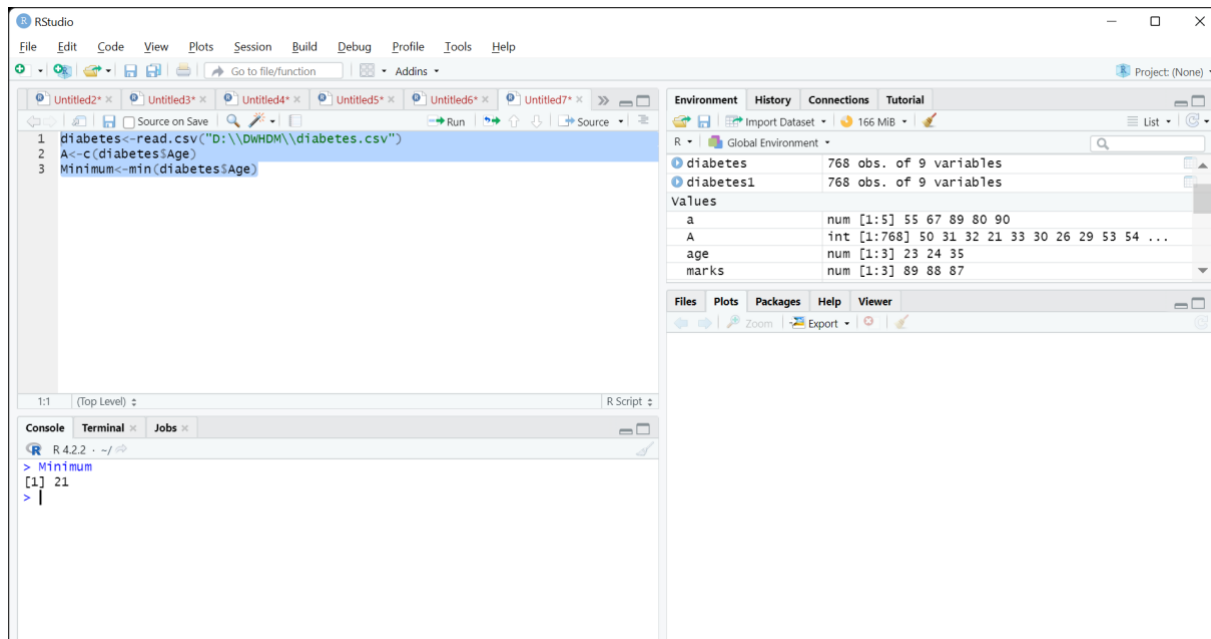 RStudio
File Edit Code View Plots Session Build Debug Profile Tools Help
Go to file/function Addins Project: (None)
Untitled2* Untitled3* Untitled4* Untitled5* Untitled6* Untitled7*
Source on Save Run Source
1 diabetes<-read.csv("D:\\DWHDM\\diabetes.csv")
2 A<-c(diabetes$Age)
3 Minimum<-min(diabetes$Age)
1:1 (Top Level) R Script
Console Terminal Jobs
R 4.2.2 · ~/
> Minimum
[1] 21
>
Environment History Connections Tutorial
Import Dataset 166 MiB List
R Global Environment
diabetes 768 obs. of 9 variables
diabetes1 768 obs. of 9 variables
Values
a num [1:5] 55 67 89 80 90
A int [1:768] 50 31 32 21 33 30 26 29 53 54 ...
age num [1:3] 23 24 35
marks num [1:3] 89 88 87
Files Plots Packages Help Viewer
Zoom Export